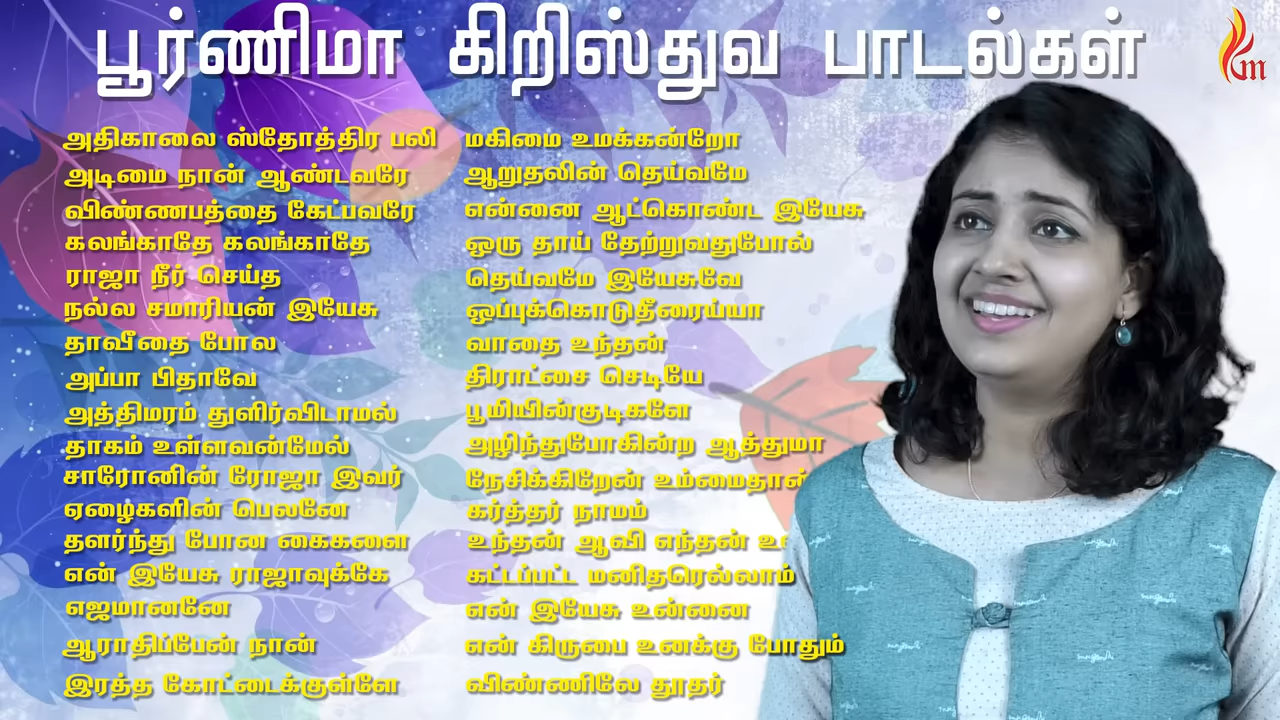 பூர்ணிமா கிறிஸ்துவ பாடல்கள்
அதிகாலை ஸ்தோத்திர பலி
அடிமை நான் ஆண்டவரே
விண்ணபத்தை கேட்பவரே
கலங்காதே கலங்காதே
ராஜா நீர் செய்த
நல்ல சமாரியன் இயேசு
தாவீதை போல
அப்பா பிதாவே
அத்திமரம் துளிர்விடாமல்
தாகம் உள்ளவன்மேல்
சாரோனின் ரோஜா இவர்
ஏழைகளின் பெலனே
தளர்ந்து போன கைகளை
என் இயேசு ராஜாவுக்கே
எஜமானனே
ஆராதிப்பேன் நான்
இரத்த கோட்டைக்குள்ளே
மகிமை உமக்கன்றோ
ஆறுதலின் தெய்வமே
என்னை ஆட்கொண்ட இயேசு
ஒரு தாய் தேற்றுவதுபோல்
தெய்வமே இயேசுவே
ஒப்புக்கொடுதீரைய்யா
வாதை உந்தன்
திராட்சை செடியே
பூமியின்குடிகளே
அழிந்துபோகின்ற ஆத்துமா
நேசிக்கிறேன் உம்மைதான்
கர்த்தர் நாமம்
உந்தன் ஆவி எந்தன்
கட்டப்பட்ட மனிதரெல்லாம்
என் இயேசு உன்னை
என் கிருபை உனக்கு போதும்
விண்ணிலே தூதர்